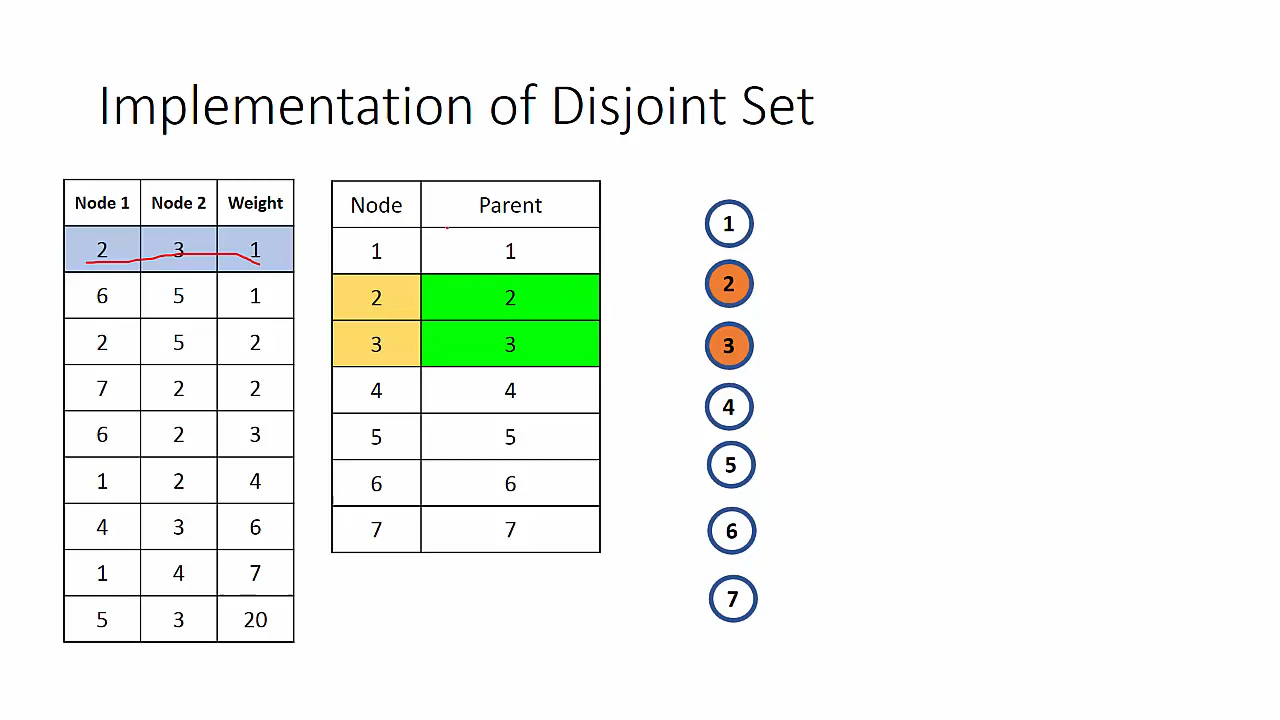 Implementation of Disjoint Set
Node 1 Node 2 Weight
2 3 1
6 5 1
2 5 2
7 2 2
6 2 3
1 2 4
4 3 6
1 4 7
5 3 20
Node Parent
1 1
2 2
3 3
4 4
5 5
6 6
7 7
1
2
3
4
5
6
7